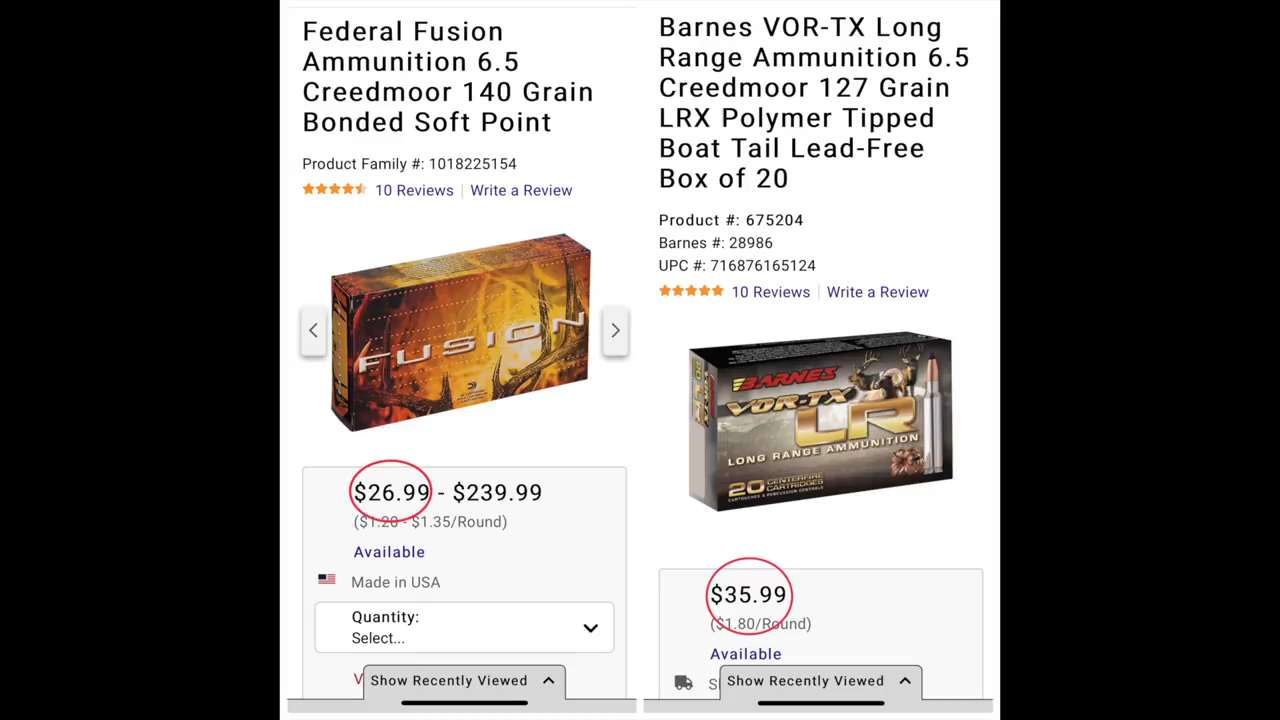 Federal Fusion
Ammunition 6.5
Creedmoor 140 Grain
Bonded Soft Point
Product Family #: 1018225154
10 Reviews | Write a Review
FUSION
$26.99 - $239.99
($1.20 - $1.35/Round)
Available
Made in USA
Quantity:
Select...
V
Show Recently Viewed
Barnes VOR-TX Long
Range Ammunition 6.5
Creedmoor 127 Grain
LRX Polymer Tipped
Boat Tail Lead-Free
Box of 20
Product #: 675204
Barnes #: 28986
UPC #: 716876165124
10 Reviews | Write a Review
BARNES
VOR-TX
LR
LONG RANGE AMMUNITION
20 CENTERFIRE
CARTRIDGES
$35.99
($1.80/Round)
Available
S
Show Recently Viewed